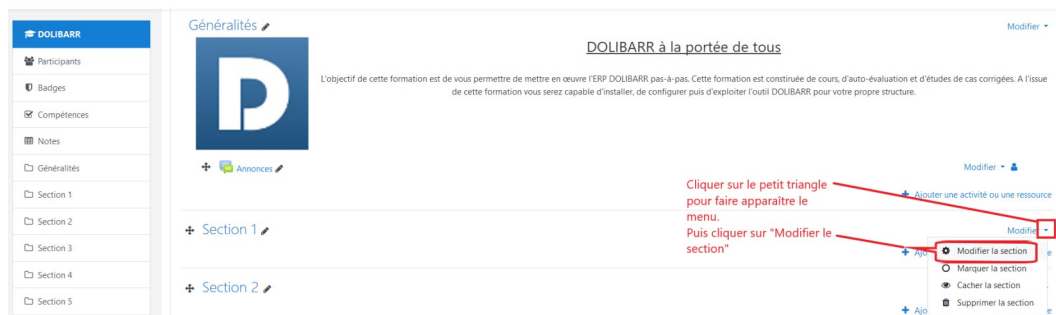 DOLIBARR
Participants
Badges
Compétences
Notes
Généralités
Section 1
Section 2
Section 3
Section 4
Section 5
Généralités
Modifier
DOLIBARR à la portée de tous
L'objectif de cette formation est de vous permettre de mettre en œuvre l'ERP DOLIBARR pas-à-pas. Cette formation est construiée de cours, d'auto-évaluation et d'études de cas corrigées. A l'issue
de cette formation vous serez capable d'installer, de configurer puis d'exploiter l'outil DOLIBARR pour votre propre structure.
Annonces
Modifier
Ajouter une activité ou une ressource
Cliquer sur le petit triangle
pour faire apparaître le
menu.
Puis cliquer sur "Modifier le
section"
Section 1
Modifie
Modifier la section
Marquer la section
Cacher la section
Supprimer la section
Section 2
Ajo